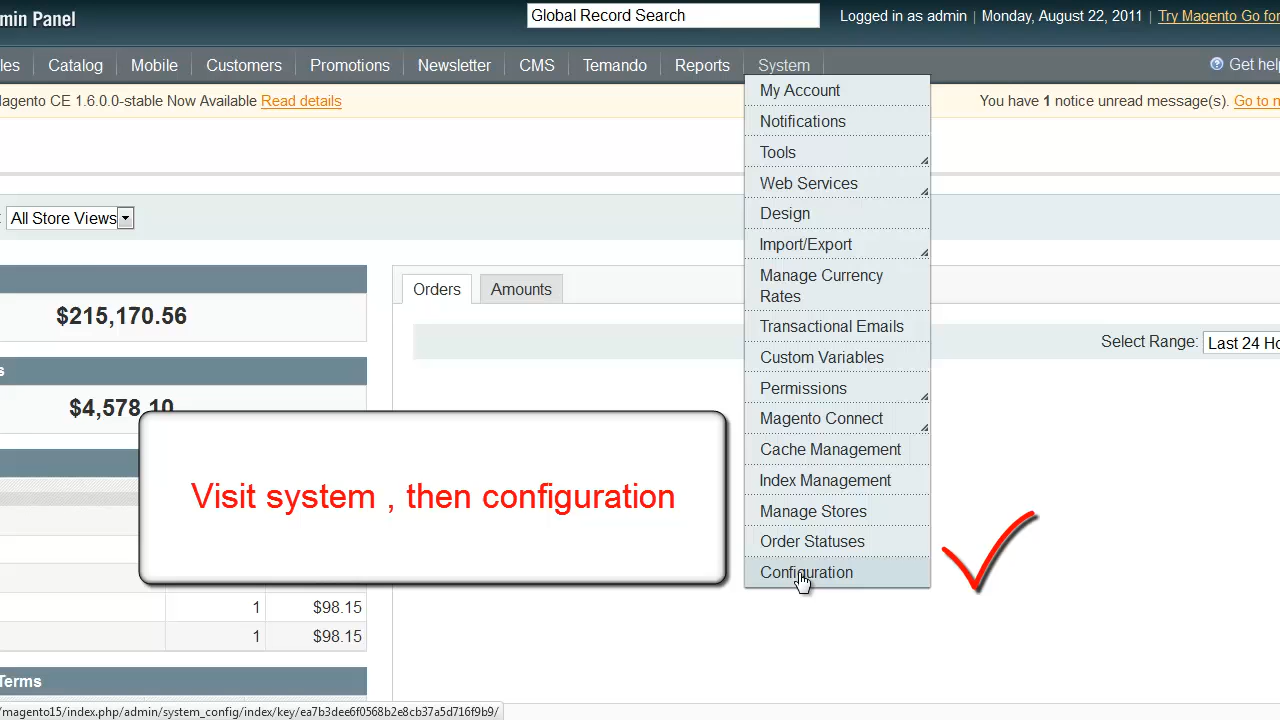 min Panel
Global Record Search
Logged in as admin | Monday, August 22, 2011 | Try Magento Go for
les Catalog Mobile Customers Promotions Newsletter CMS Temando Reports System Get hel
lagento CE 1.6.0.0-stable Now Available Read details
You have 1 notice unread message(s). Go to n
My Account
Notifications
Tools
Web Services
Design
Import/Export
Manage Currency
Rates
Transactional Emails
Custom Variables
Permissions
Magento Connect
Cache Management
Index Management
Manage Stores
Order Statuses
Configuration
: All Store Views
Orders Amounts
$215,170.56
Select Range: Last 24 Ho
s
$4,578.10
Visit system , then configuration
1 $98.15
1 $98.15
Terms
/magento15/index.php/admin/system_config/index/key/ea7b3dee6f0568b2e8cb37a5d716f9b9/